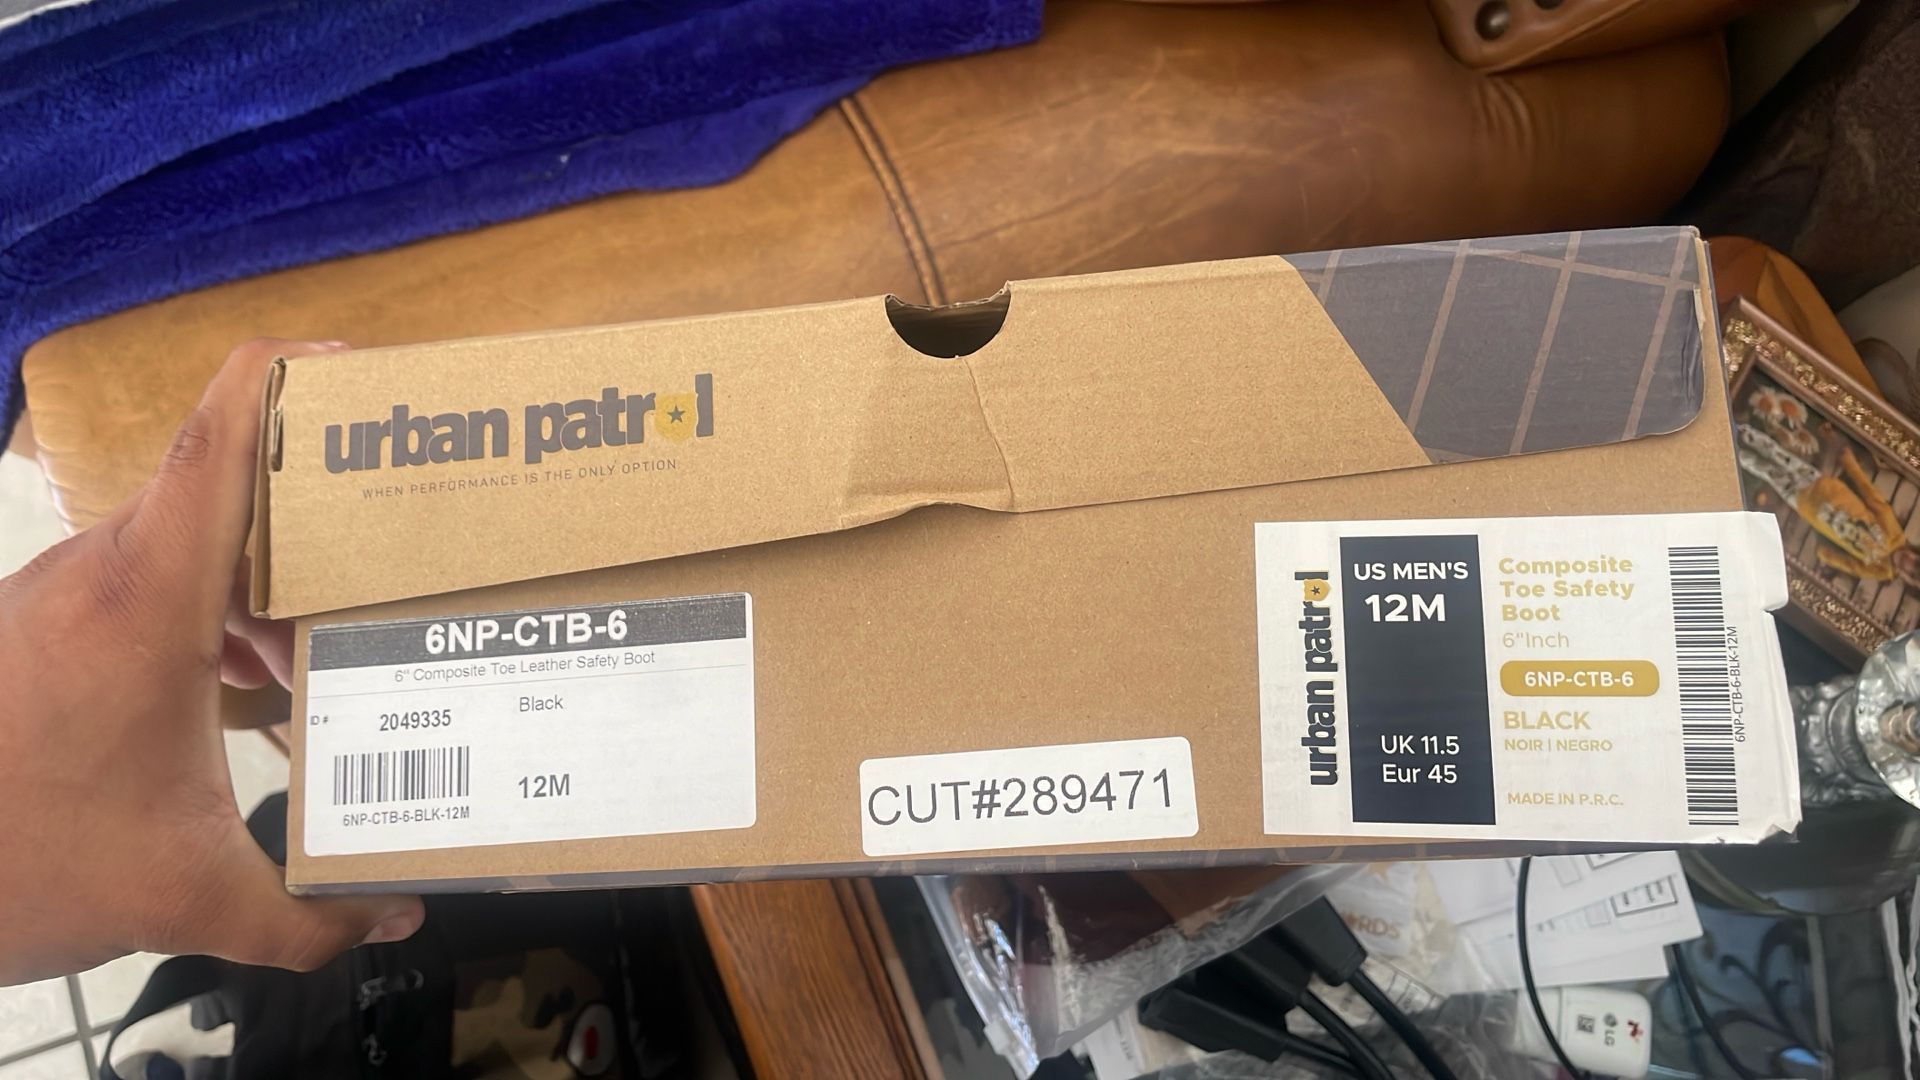 urban patrol
WHEN PERFORMANCE IS THE ONLY OPTION
6NP-CTB-6
6" Composite Toe Leather Safety Boot
ID # 2049335
Black
6NP-CTB-6-BLK-12M
12M
CUT#289471
urban patrol
US MEN'S
12M
UK 11.5
Eur 45
Composite
Toe Safety
Boot
6"Inch
6NP-CTB-6
BLACK
NOIR | NEGRO
MADE IN P.R.C.
6NP-CTB-6-BLK-12M
LG